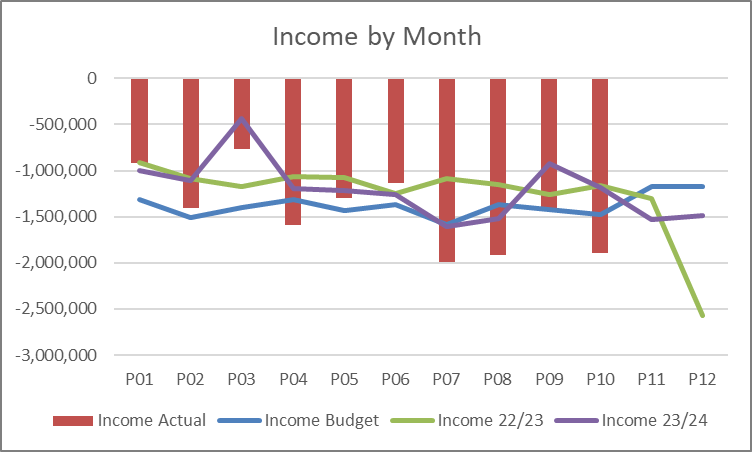 Income by Month
0
-500,000
-1,000,000
-1,500,000
-2,000,000
-2,500,000
-3,000,000
P01 P02 P03 P04 P05 P06 P07 P08 P09 P10 P11 P12
Income Actual Income Budget Income 22/23 Income 23/24